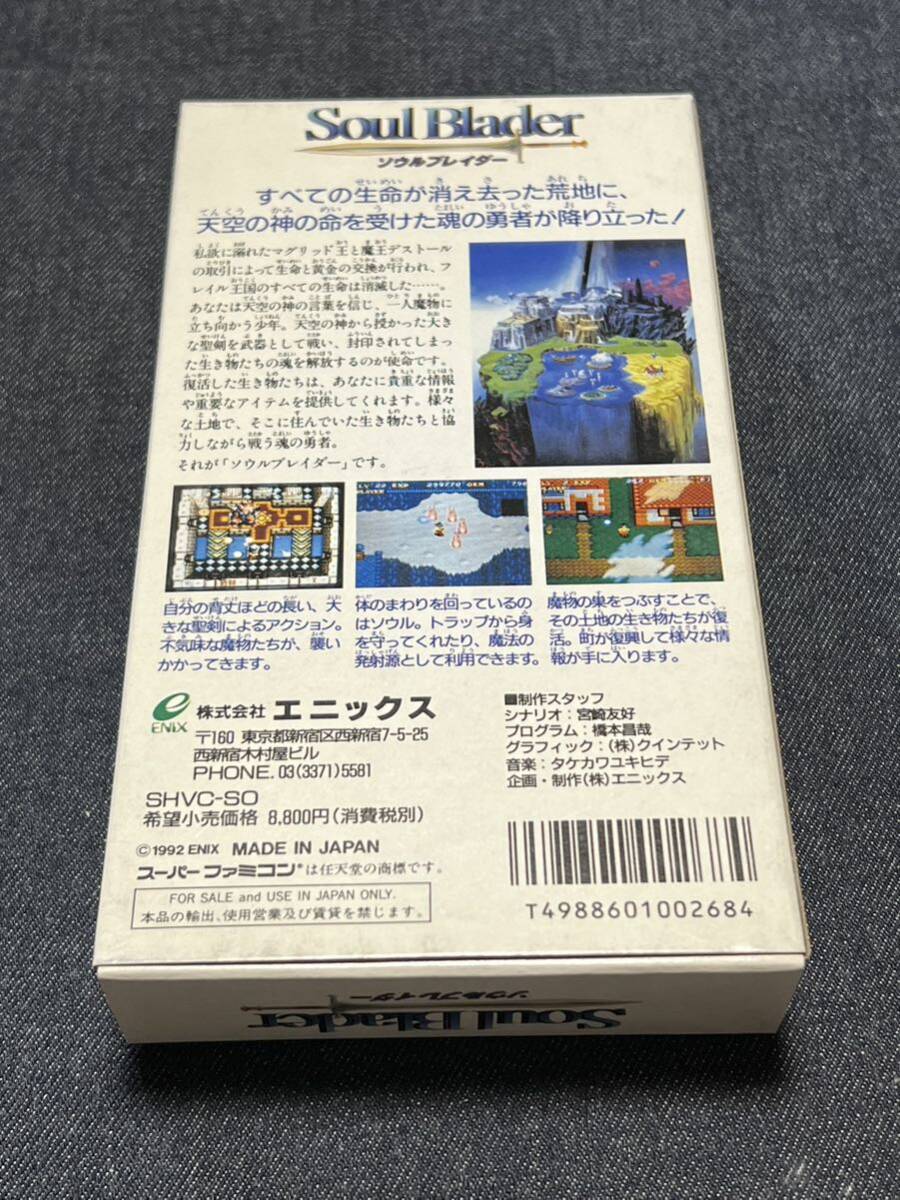 Soul Blader
ソウルブレイダー
すべての生命が消え去った荒地に、
天空の神の命を受けた魂の勇者が降り立った!
私欲に溺れたマグリッド王と魔王デストール
の取引によって生命と黄金の交換が行われ、フ
レイル王国のすべての生命は消滅した……。
あなたは天空の神の言葉を信じ、一人魔物に
立ち向かう少年。天空の神から授かった大き
な聖剣を武器として戦い、封印されてしまっ
た生き物たちの魂を解放するのが使命です。
復活した生き物たちは、あなたに貴重な情報
や重要なアイテムを提供してくれます。様々
な土地で、そこに住んでいた生き物たちと協
力しながら戦う魂の勇者。
それが「ソウルブレイダー」です。
自分の背丈ほどの長い、大
きな聖剣によるアクション。
不気味な魔物たちが、襲い
かかってきます。
体のまわりを回っているの
はソウル。トラップから身
を守ってくれたり、魔法の
発射源として利用できます。
魔物の巣をつぶすことで、
その土地の生き物たちが復
活。町が復興して様々な情
報が手に入ります。
ENIX
株式会社 エニックス
〒160 東京都新宿区西新宿7-5-25
西新宿木村屋ビル
PHONE. 03(3371)5581
SHVC-SO
希望小売価格 8,800円(消費税別)
©1992 ENIX MADE IN JAPAN
スーパーファミコン®は任天堂の商標です。
FOR SALE and USE IN JAPAN ONLY.
本品の輸出、使用営業及び賃貸を禁じます。
■制作スタッフ
シナリオ:宮崎友好
プログラム:橋本昌哉
グラフィック:(株)クインテット
音楽:タケカワユキヒデ
企画・制作(株)エニックス
T4988601002684
ソウルブレイダー
Soul Blader